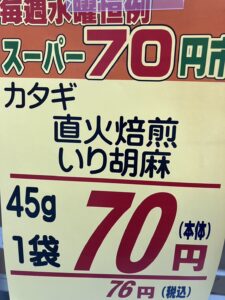 毎週水曜恒例
スーパー70円市
カタギ
直火焙煎
いり胡麻
45g
1袋
70円
(本体)
76円(税込)